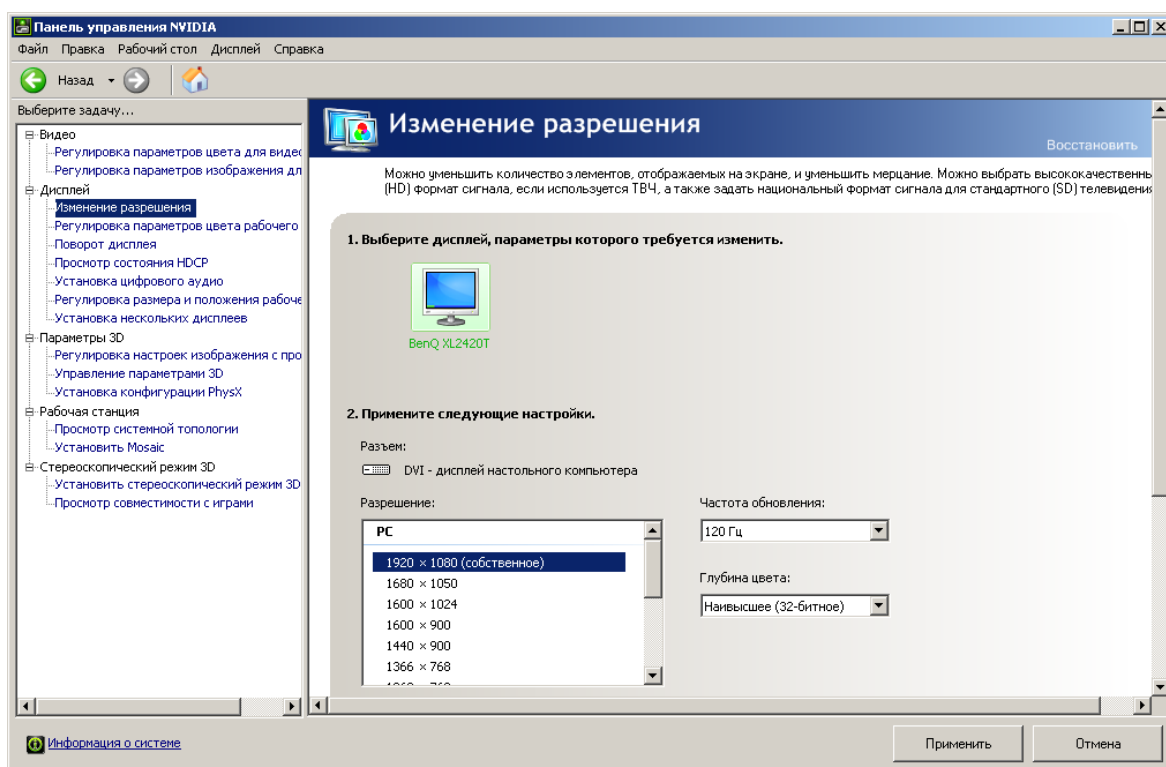 Панель управления NVIDIA
Файл Правка Рабочий стол Дисплей Справка
Назад
Выберите задачу...
Видео
Регулировка параметров цвета для видео
Регулировка параметров изображения дл
Дисплей
Изменение разрешения
Регулировка параметров цвета рабочего
Поворот дисплея
Просмотр состояния HDCP
Установка цифрового аудио
Регулировка размера и положения рабоче
Установка нескольких дисплеев
Параметры 3D
Регулировка настроек изображения с про
Управление параметрами 3D
Установка конфигурации PhysX
Рабочая станция
Просмотр системной топологии
Установить Mosaic
Стереоскопический режим 3D
Установить стереоскопический режим 3D
Просмотр совместимости с играми
Изменение разрешения
Восстановить
Можно уменьшить количество элементов, отображаемых на экране, и уменьшить мерцание. Можно выбрать высококачественнь
(HD) формат сигнала, если используется ТВЧ, а также задать национальный формат сигнала для стандартного (SD) телевидения
1. Выберите дисплей, параметры которого требуется изменить.
BenQ XL2420T
2. Примените следующие настройки.
Разъем:
DVI - дисплей настольного компьютера
Разрешение:
PC
1920 × 1080 (собственное)
1680 × 1050
1600 × 1024
1600 × 900
1440 × 900
1366 × 768
Частота обновления:
120 Гц
Глубина цвета:
Наивысшее (32-битное)
Информация о системе
Применить
Отмена